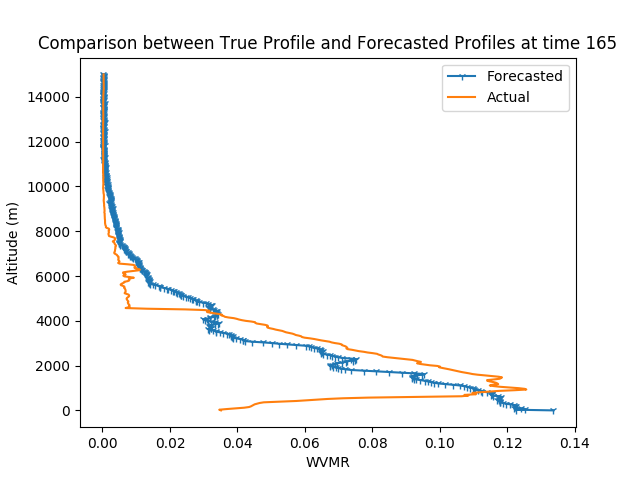 Comparison between True Profile and Forecasted Profiles at time 165
Forecasted
Actual
14000
12000
10000
8000
6000
4000
2000
0
Altitude (m)
0.00 0.02 0.04 0.06 0.08 0.10 0.12 0.14
WVMR